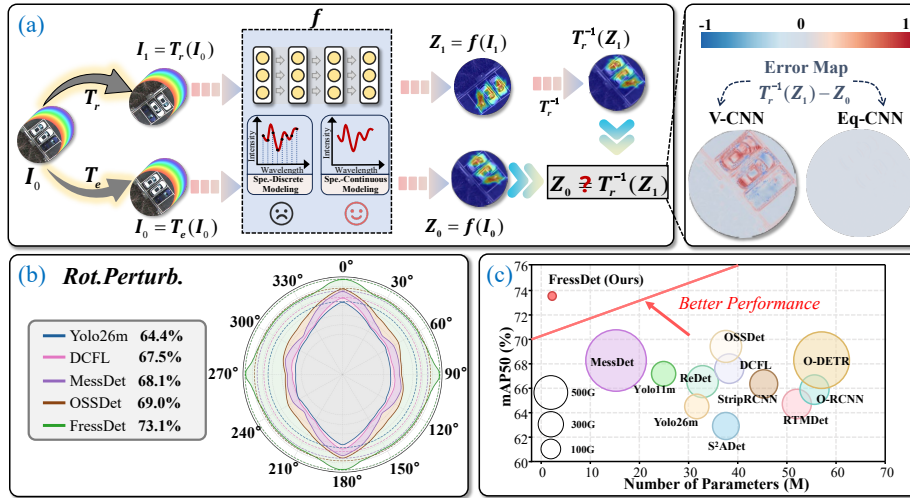 (a)
f
I₁ = Tᵣ(I₀)
Tᵣ
I₀
Tₑ
I₀ = Tₑ(I₀)
Intensity
Wavelength
Spe.-Discrete
Modeling
Intensity
Wavelength
Spe.-Continuous
Modeling
Z₁ = f(I₁)
Tᵣ⁻¹
Tᵣ⁻¹(Z₁)
Z₀ = f(I₀)
Z₀ ≟ Tᵣ⁻¹(Z₁)
-1 0 1
Error Map
Tᵣ⁻¹(Z₁) − Z₀
V-CNN Eq-CNN
(b) Rot.Perturb.
Yolo26m 64.4%
DCFL 67.5%
MessDet 68.1%
OSSDet 69.0%
FressDet 73.1%
0°
30°
60°
90°
120°
150°
180°
210°
240°
270°
300°
330°
(c)
mAP50 (%)
76
74
72
70
68
66
64
62
60
FressDet (Ours)
Better Performance
OSSDet
MessDet
DCFL
O-DETR
ReDet
Yolo11m
StripRCNN
O-RCNN
Yolo26m
RTMDet
S²ADet
500G
300G
100G
0 10 20 30 40 50 60 70
Number of Parameters (M)